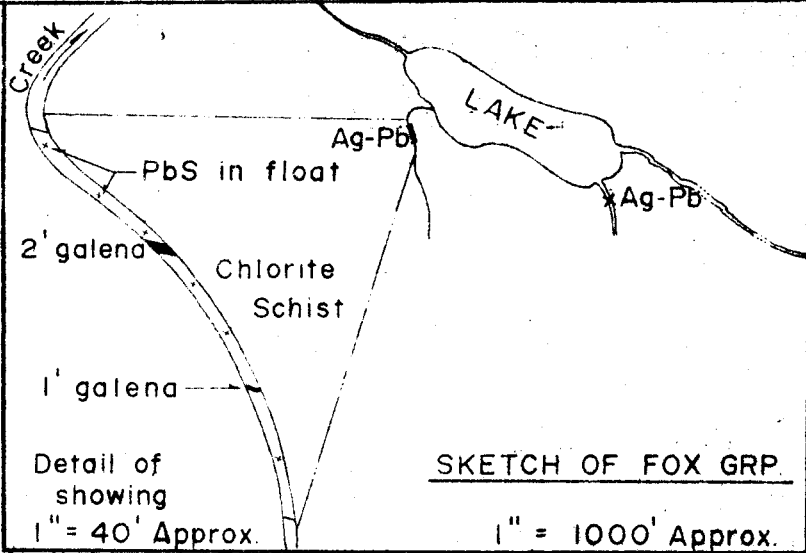 Creek
LAKE
Ag-Pb
PbS in float
Ag-Pb
2' galena
Chlorite
Schist
1' galena
Detail of
showing
1" = 40' Approx.
SKETCH OF FOX GRP.
1" = 1000' Approx.